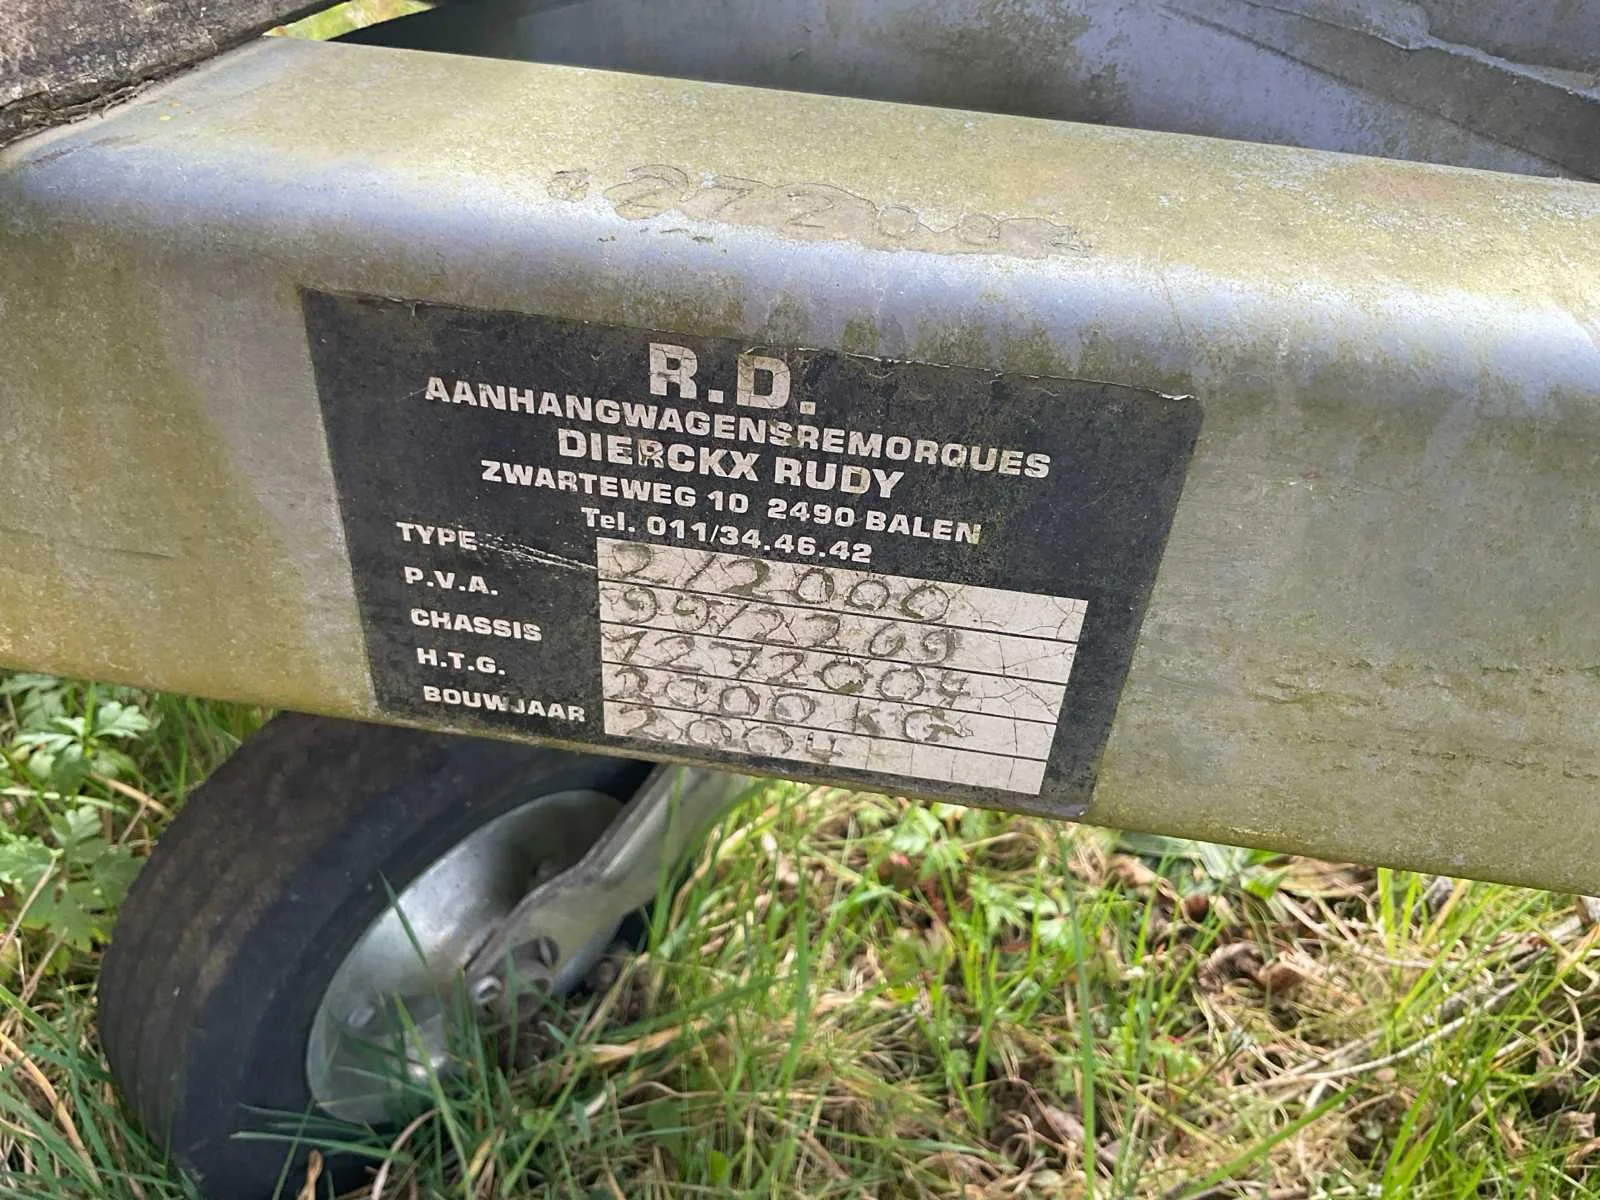 R.D.
AANHANGWAGENSREMORQUES
DIERCKX RUDY
ZWARTEWEG 10 2490 BALEN
Tel. 011/34.46.42
TYPE 2/2000
P.V.A. 99/2269
CHASSIS 1272004
H.T.G. 2000 KG
BOUWJAAR 2004